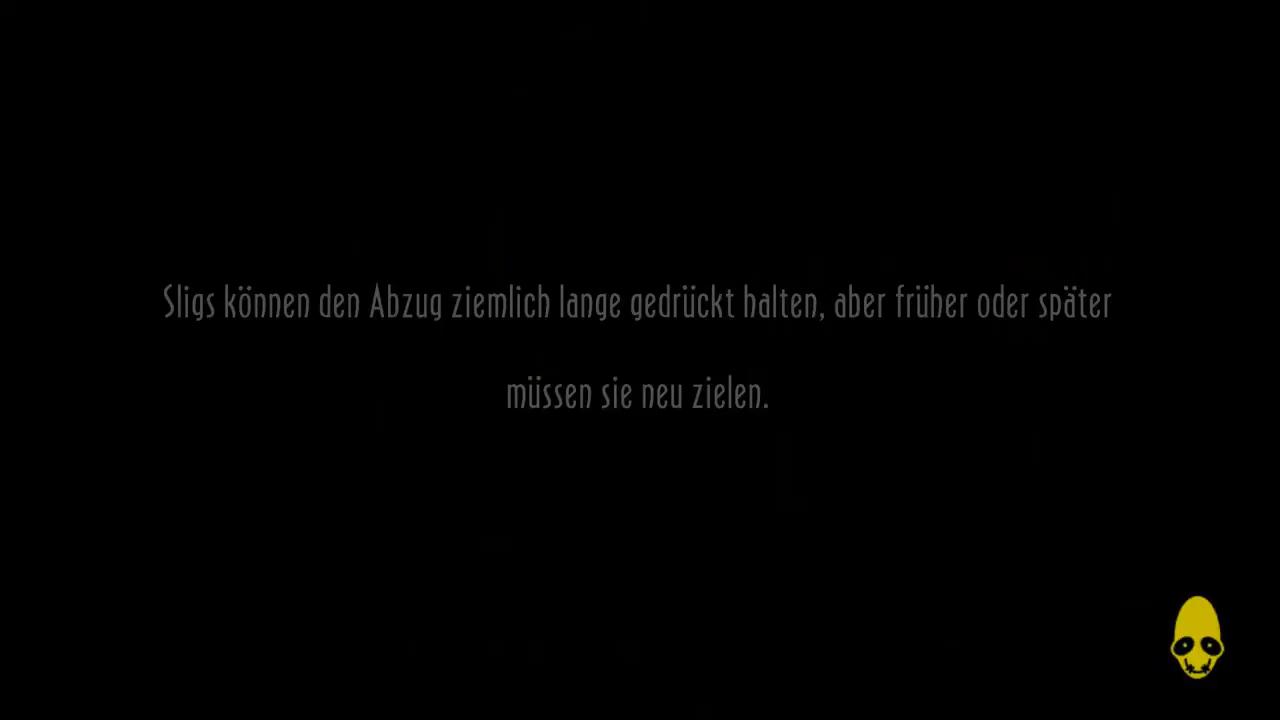 Sligs können den Abzug ziemlich lange gedrückt halten, aber früher oder später
müssen sie neu zielen.